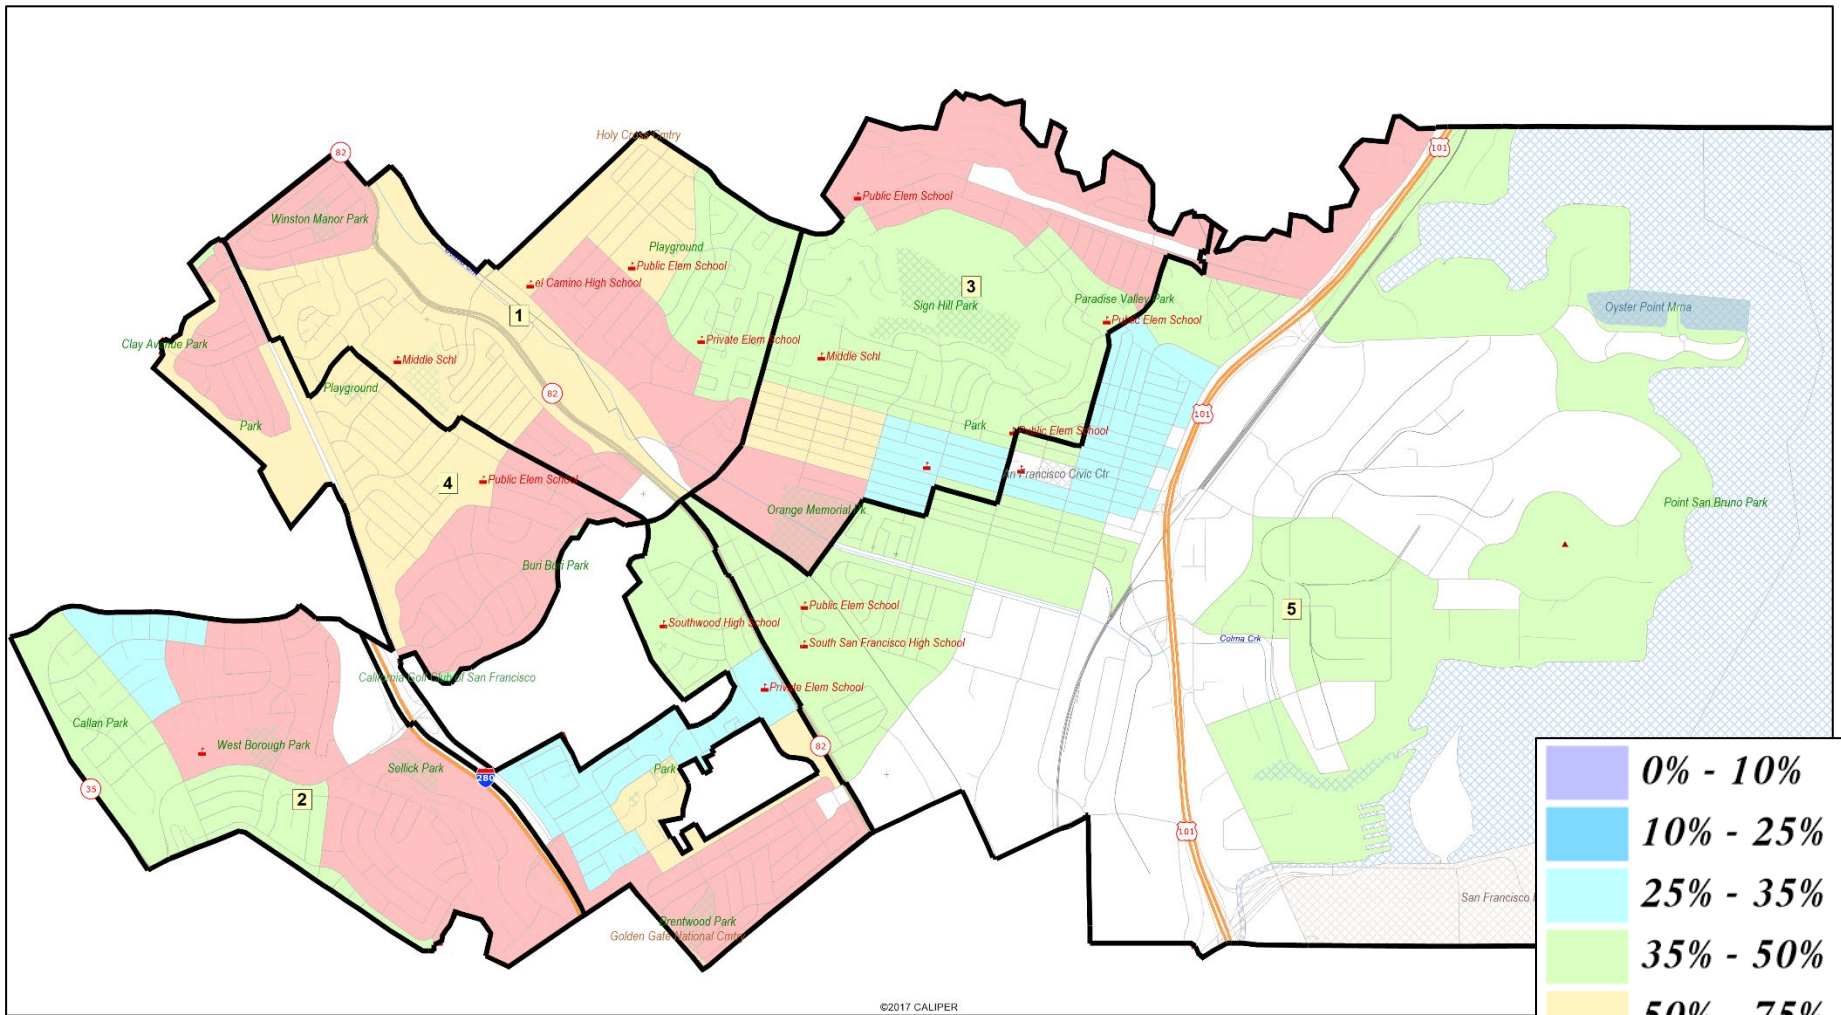 Holy Cross Cmtry
82
101
Public Elem School
Winston Manor Park
Playground
Public Elem School
el Camino High School
3
Sign Hill Park
Paradise Valley Park
Oyster Point Mrna
1
Public Elem School
Clay Avenue Park
Private Elem School
Middle Schl
Middle Schl
Playground
82
101
Park
Park
Public Elem School
4
Public Elem School
San Francisco Civic Ctr
Point San Bruno Park
Orange Memorial Pk
Buri Buri Park
Public Elem School
5
Southwood High School
Colma Crk
South San Francisco High School
California Golf Club of San Francisco
Private Elem School
Callan Park
West Borough Park
82
Sellick Park
Park
280
35
2
0% - 10%
101
10% - 25%
25% - 35%
San Francisco
Brentwood Park
Golden Gate National Cmtry
35% - 50%
©2017 CALIPER
50% - 75%